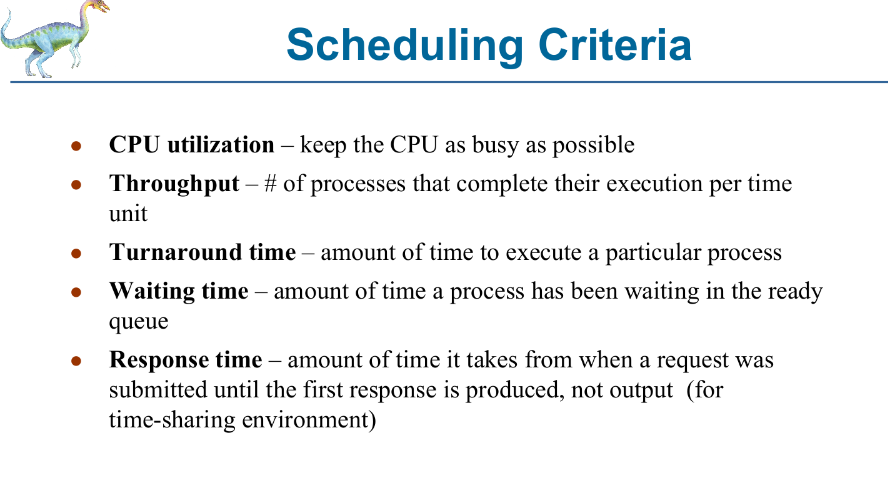 Scheduling Criteria
● CPU utilization – keep the CPU as busy as possible
● Throughput – # of processes that complete their execution per time
unit
● Turnaround time – amount of time to execute a particular process
● Waiting time – amount of time a process has been waiting in the ready
queue
● Response time – amount of time it takes from when a request was
submitted until the first response is produced, not output  (for
time-sharing environment)